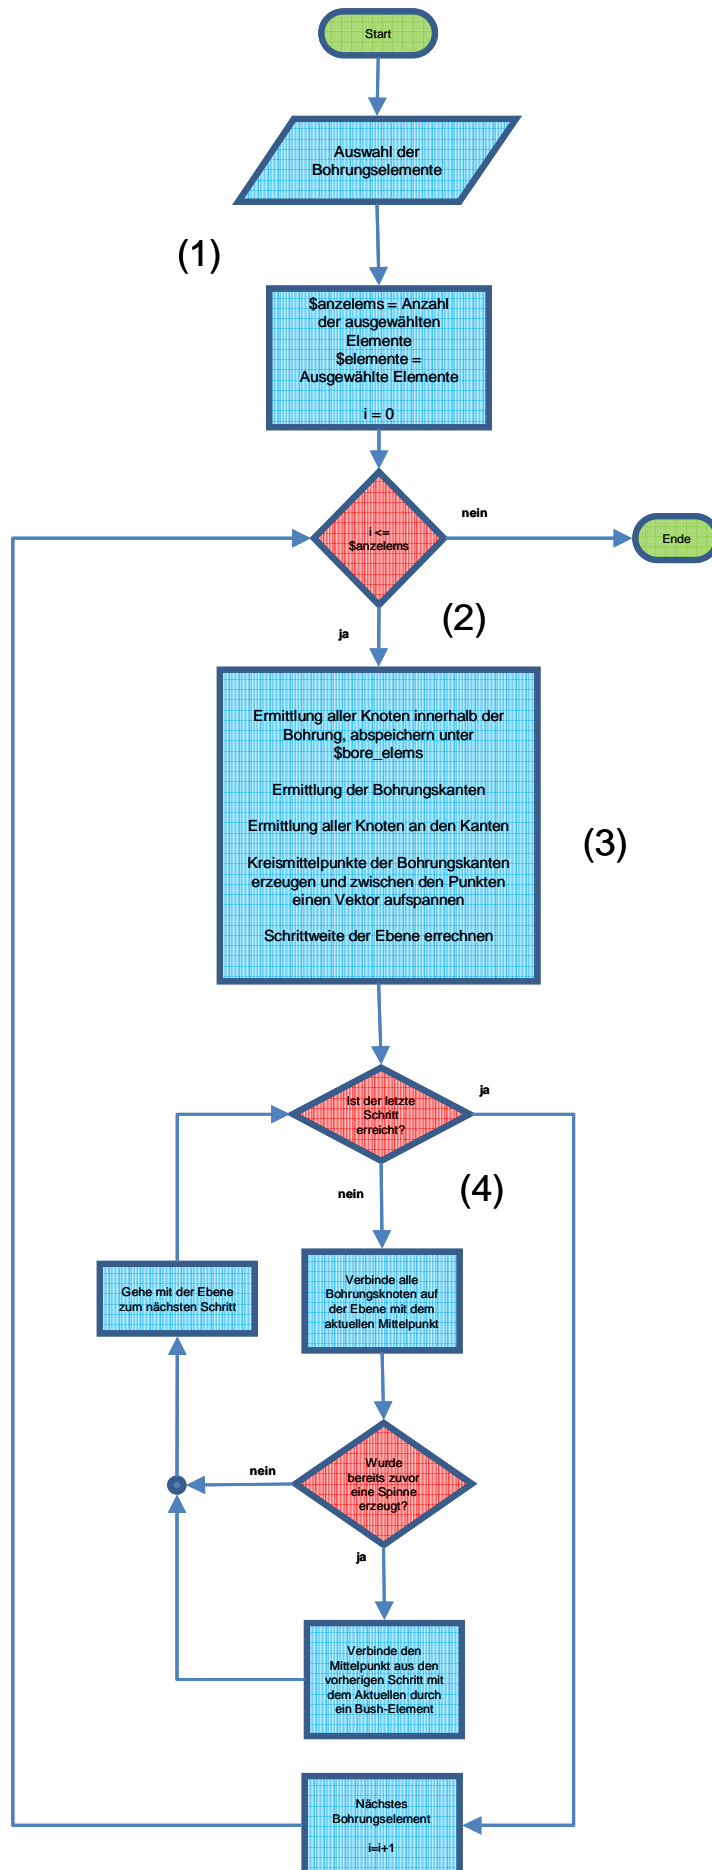 Start
Auswahl der
Bohrungselemente
(1)
$anzelems = Anzahl
der ausgewählten
Elemente
$elemente =
Ausgewählte Elemente
i = 0
i <=
$anzelems
nein
Ende
ja
(2)
Ermittlung aller Knoten innerhalb der
Bohrung, abspeichern unter
$bore_elems
Ermittlung der Bohrungskanten
Ermittlung aller Knoten an den Kanten
Kreismittelpunkte der Bohrungskanten
erzeugen und zwischen den Punkten
einen Vektor aufspannen
Schrittweite der Ebene errechnen
(3)
Ist der letzte
Schritt
erreicht?
ja
nein
(4)
Gehe mit der Ebene
zum nächsten Schritt
Verbinde alle
Bohrungsknoten auf
der Ebene mit dem
aktuellen Mittelpunkt
Wurde
bereits zuvor
eine Spinne
erzeugt?
nein
ja
Verbinde den
Mittelpunkt aus den
vorherigen Schritt mit
dem Aktuellen durch
ein Bush-Element
Nächstes
Bohrungselement
i=i+1